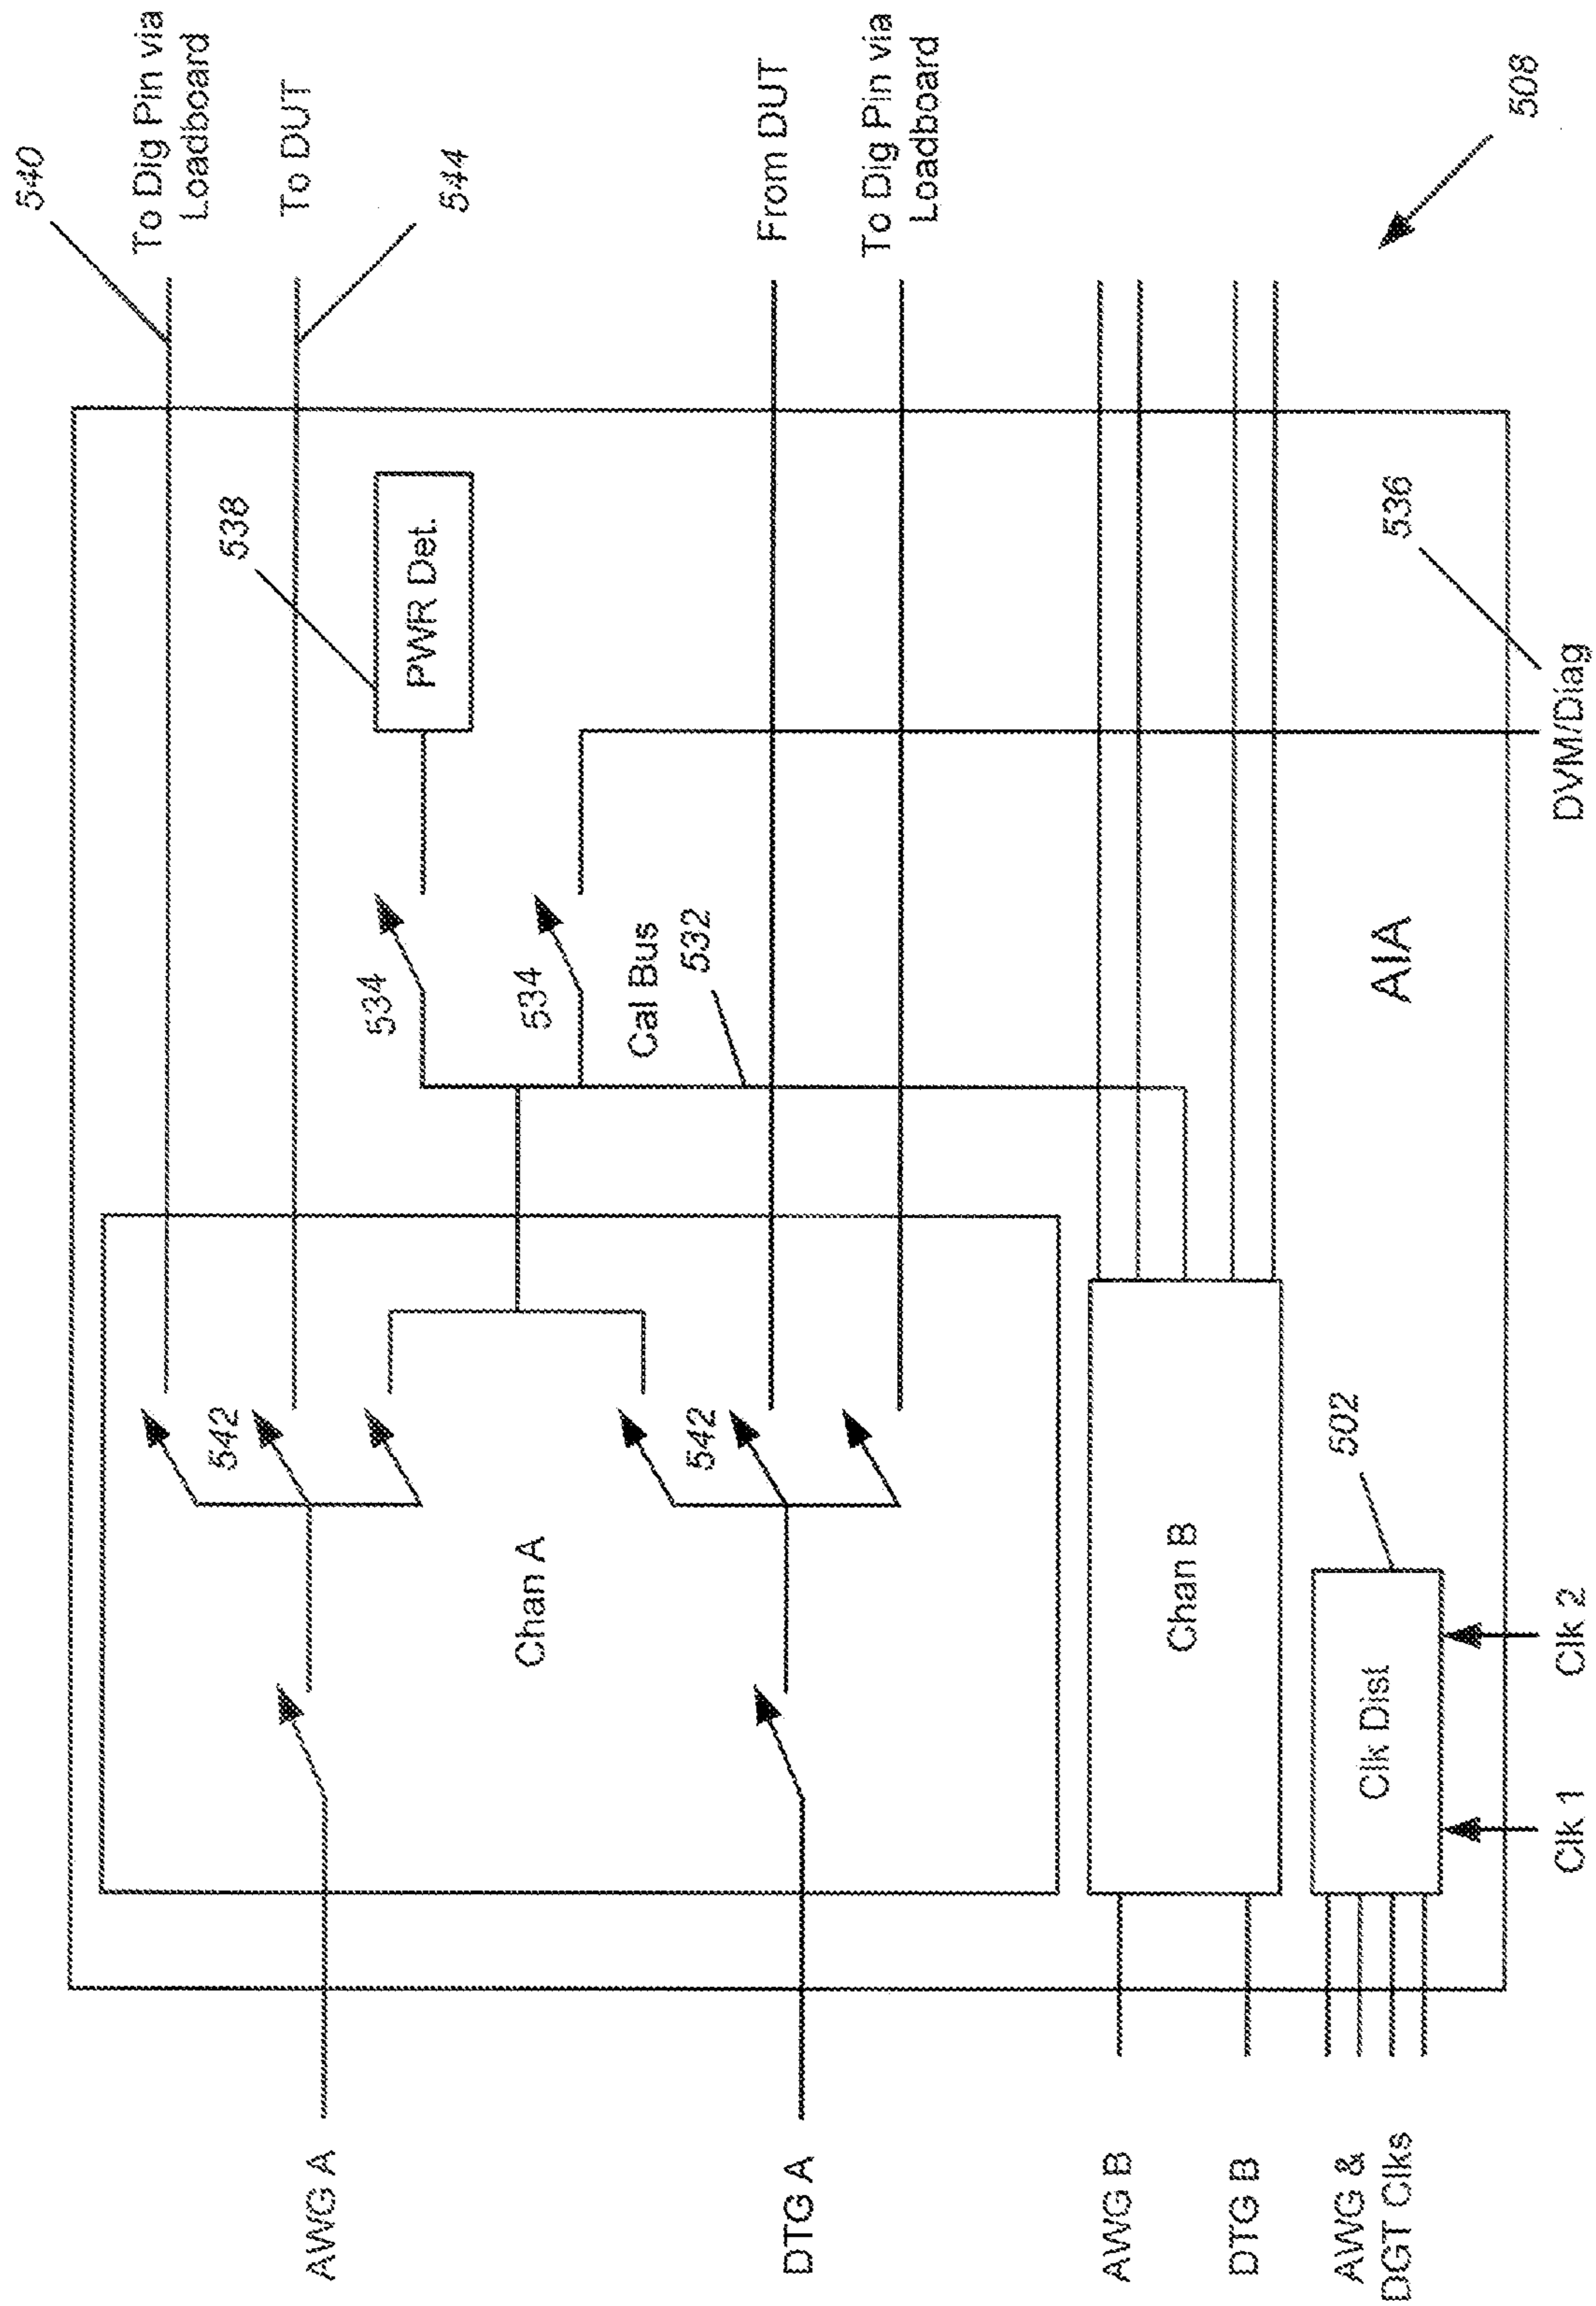 540
To Dig Pin via
Loadboard
To DUT
544
From DUT
To Dig Pin via
Loadboard
508
538
PWR Det.
534
534
Cal Bus
532
536
DVM/Diag
AIA
542
542
Chan A
Chan B
502
Clk Dist
Clk 1
Clk 2
AWG A
DTG A
AWG B
DTG B
AWG &
DGT Clks